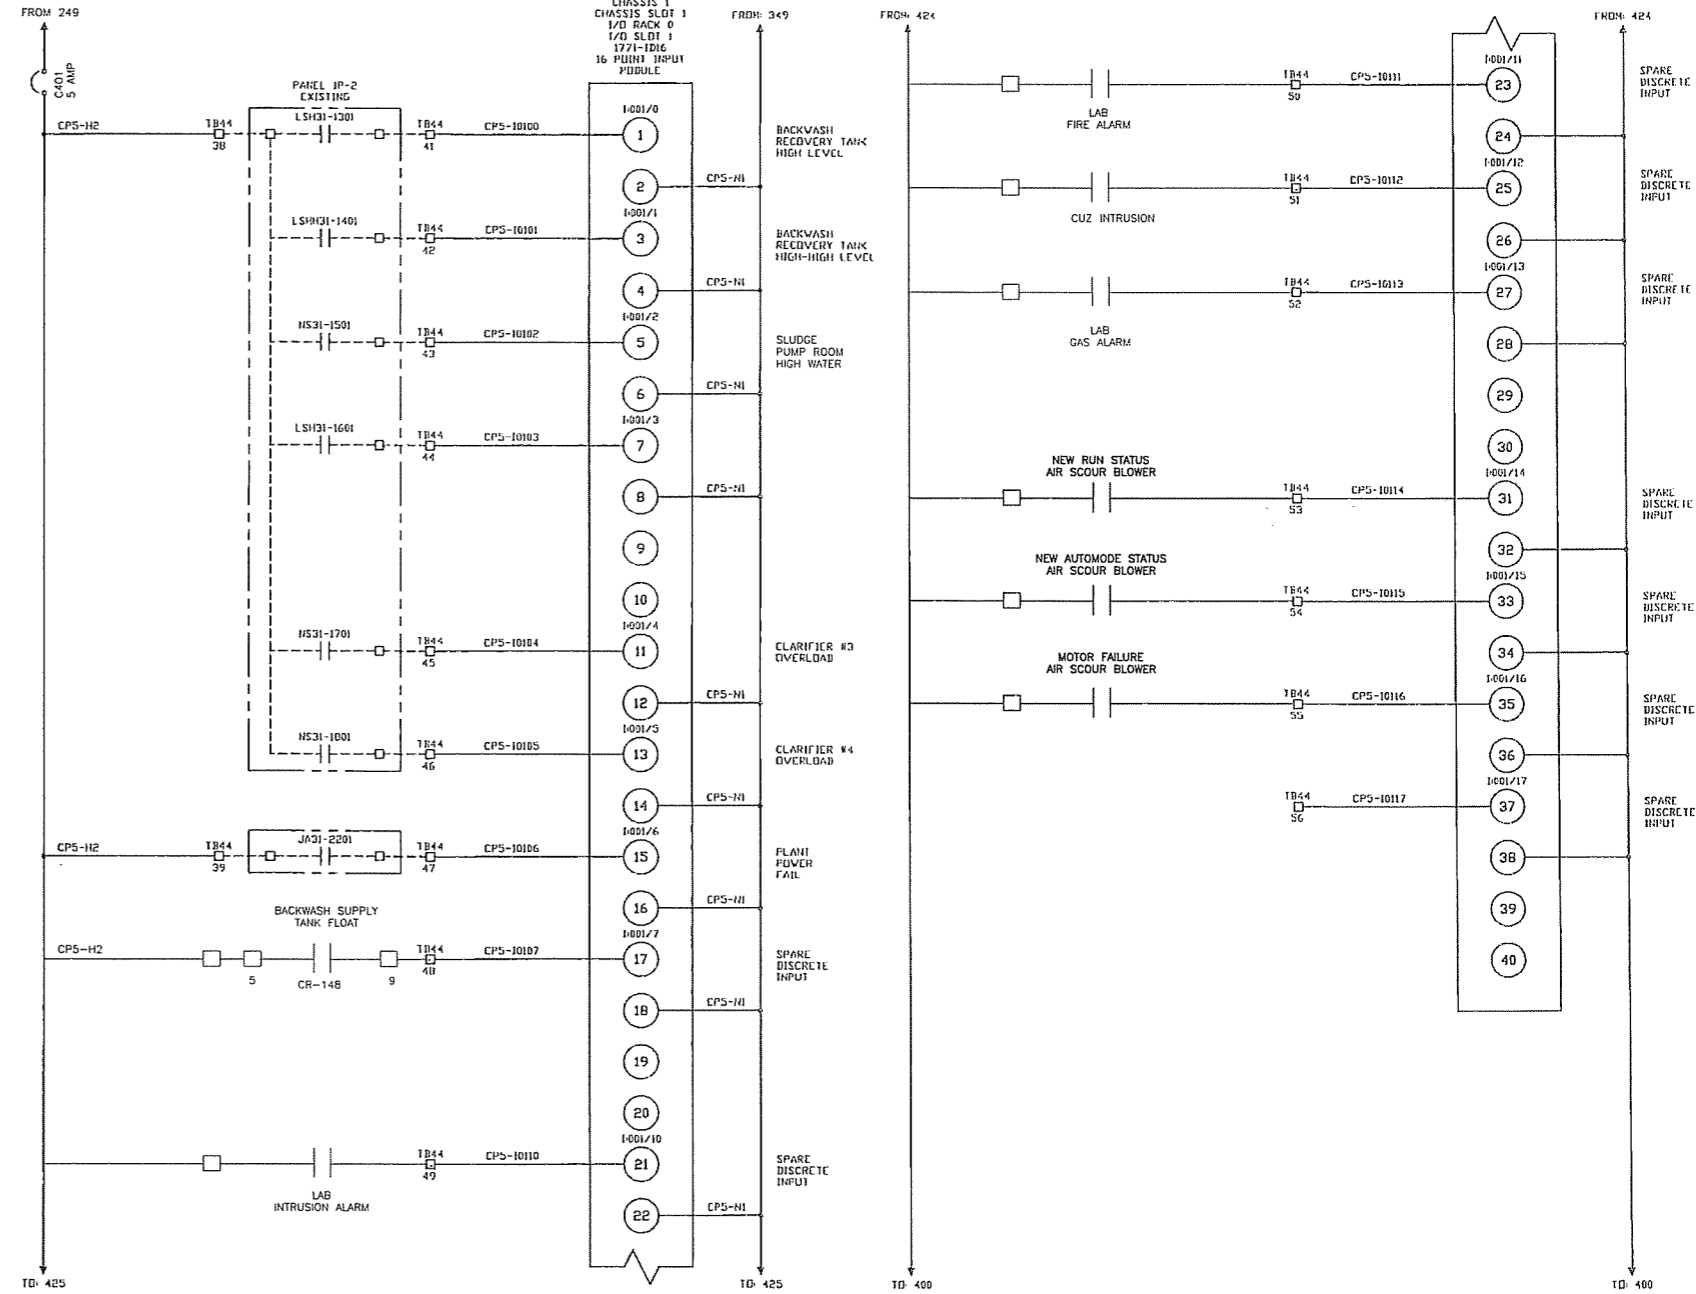 FROM 249
C401
5 AMP
CHASSIS 1
CHASSIS SLOT 1
I/O RACK 0
I/O SLOT 1
1771-ID16
16 POINT INPUT
MODULE
FROM: 349
PANEL IP-2
EXISTING
CP5-H2
TB44
38
LSH31-1301
TB44
41
CP5-I0100
I:001/0
1
BACKWASH
RECOVERY TANK
HIGH LEVEL
2
CP5-N1
LSHH31-1401
TB44
42
CP5-I0101
I:001/1
3
BACKWASH
RECOVERY TANK
HIGH-HIGH LEVEL
4
CP5-N1
NS31-1501
TB44
43
CP5-I0102
I:001/2
5
SLUDGE
PUMP ROOM
HIGH WATER
6
CP5-N1
LSH31-1601
TB44
44
CP5-I0103
I:001/3
7
8
CP5-N1
9
10
NS31-1701
TB44
45
CP5-I0104
I:001/4
11
CLARIFIER #3
OVERLOAD
12
CP5-N1
TB44
46
CP5-I0105
I:001/5
13
CLARIFIER #4
OVERLOAD
14
CP5-N1
CP5-H2
TB44
39
JA31-2201
TB44
47
CP5-I0106
I:001/6
15
PLANT
POWER
FAIL
16
CP5-N1
BACKWASH SUPPLY
TANK FLOAT
CP5-H2
5
CR-148
9
TB44
48
CP5-I0107
I:001/7
17
SPARE
DISCRETE
INPUT
18
CP5-N1
19
20
LAB
INTRUSION ALARM
TB44
49
CP5-I0110
I:001/10
21
SPARE
DISCRETE
INPUT
22
CP5-N1
TO: 425
TO: 425
FROM: 424
FROM: 424
LAB
FIRE ALARM
TB44
50
CP5-I0111
I:001/11
23
SPARE
DISCRETE
INPUT
24
CUZ INTRUSION
TB44
51
CP5-I0112
I:001/12
25
SPARE
DISCRETE
INPUT
26
LAB
GAS ALARM
TB44
52
CP5-I0113
I:001/13
27
SPARE
DISCRETE
INPUT
28
29
30
NEW RUN STATUS
AIR SCOUR BLOWER
TB44
53
CP5-I0114
I:001/14
31
SPARE
DISCRETE
INPUT
32
NEW AUTOMODE STATUS
AIR SCOUR BLOWER
TB44
54
CP5-I0115
I:001/15
33
SPARE
DISCRETE
INPUT
34
MOTOR FAILURE
AIR SCOUR BLOWER
TB44
55
CP5-I0116
I:001/16
35
SPARE
DISCRETE
INPUT
36
TB44
56
CP5-I0117
I:001/17
37
SPARE
DISCRETE
INPUT
38
39
40
TO: 400
TO: 400